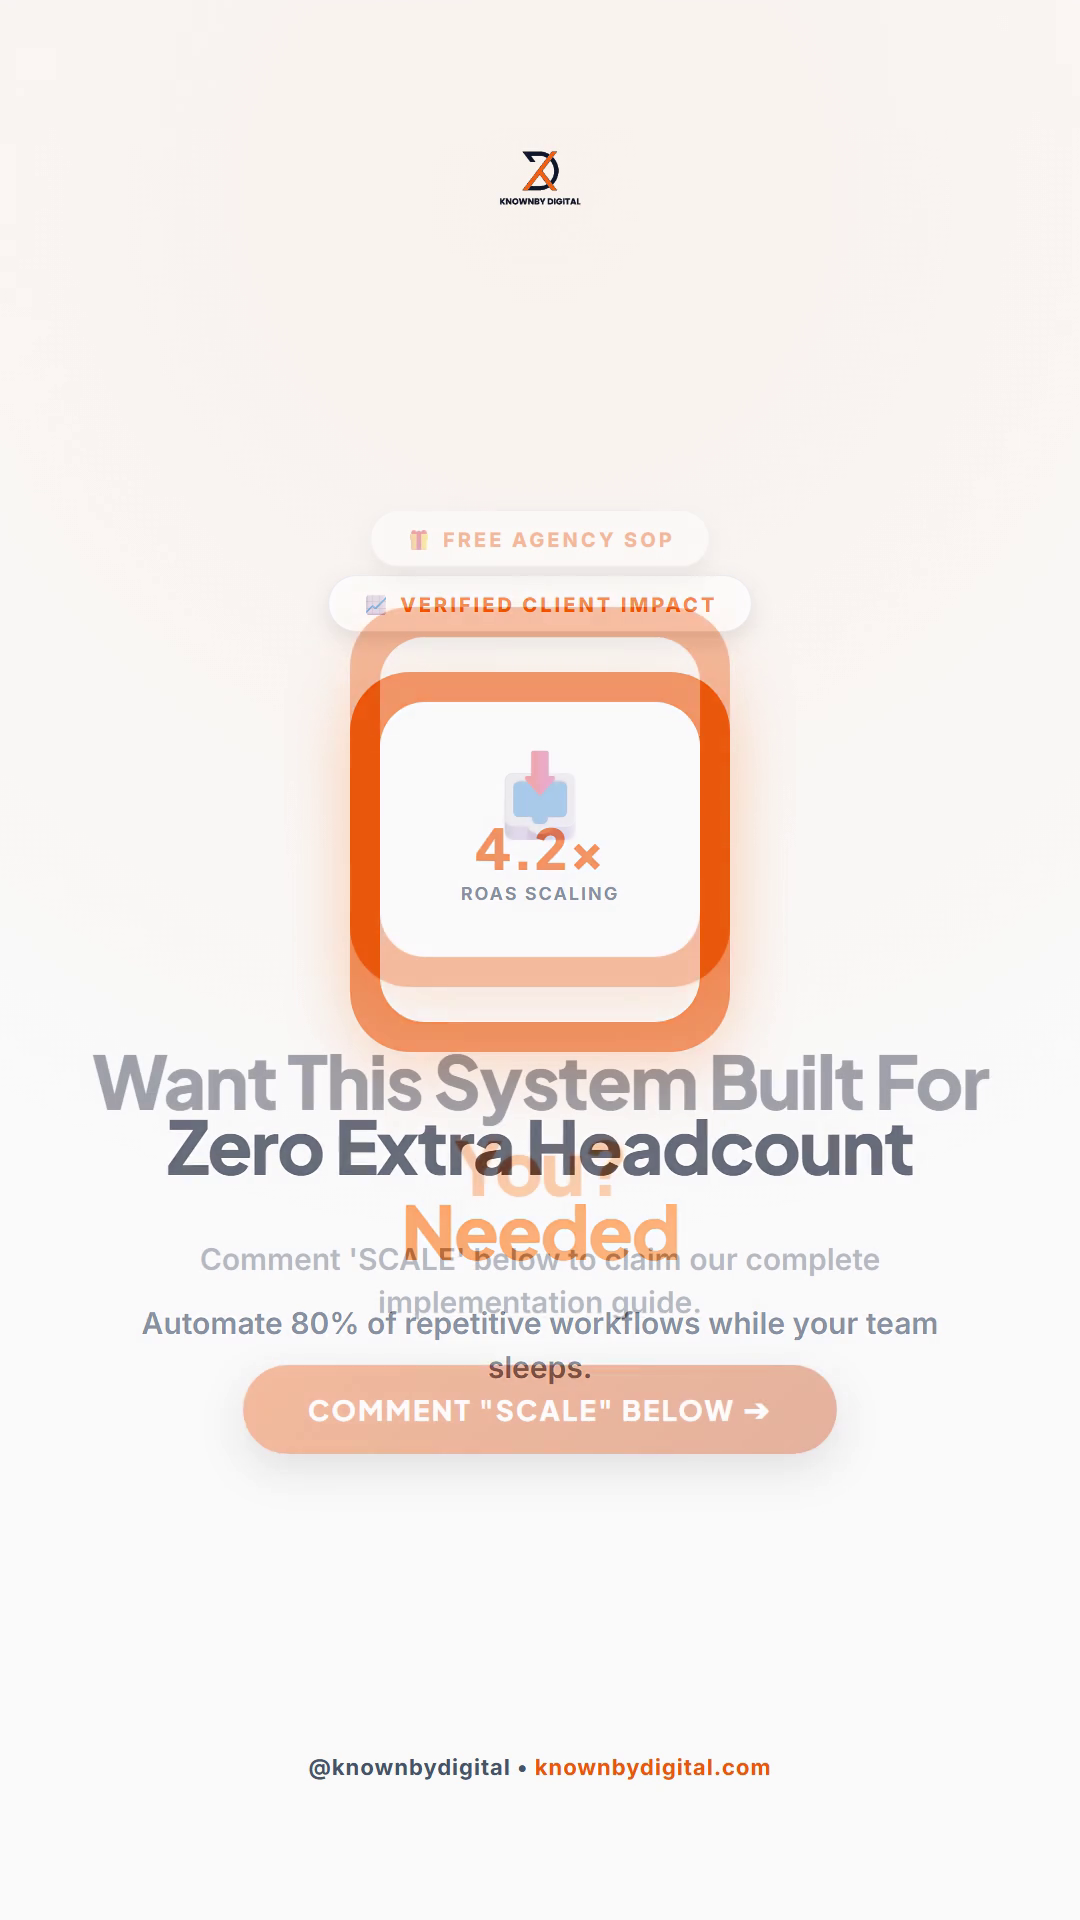 KNOWNBY DIGITAL
🎁 FREE AGENCY SOP
📈 VERIFIED CLIENT IMPACT
4.2×
ROAS SCALING
Want This System Built For
You?
Zero Extra Headcount
Needed
Comment 'SCALE' below to claim our complete
implementation guide.
Automate 80% of repetitive workflows while your team
sleeps.
COMMENT "SCALE" BELOW ➔
@knownbydigital • knownbydigital.com